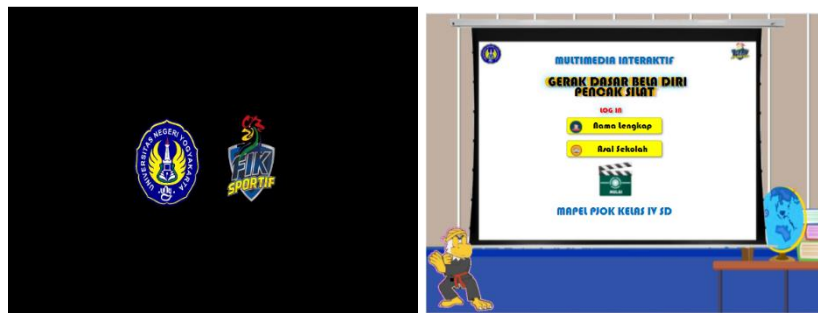 UNIVERSITAS NEGERI YOGYAKARTA
FIK
SPORTIF
MULTIMEDIA INTERAKTIF
GERAK DASAR BELA DIRI
PENCAK SILAT
LOG IN
Nama Lengkap
Asal Sekolah
MULAI
MAPEL PJOK KELAS IV SD